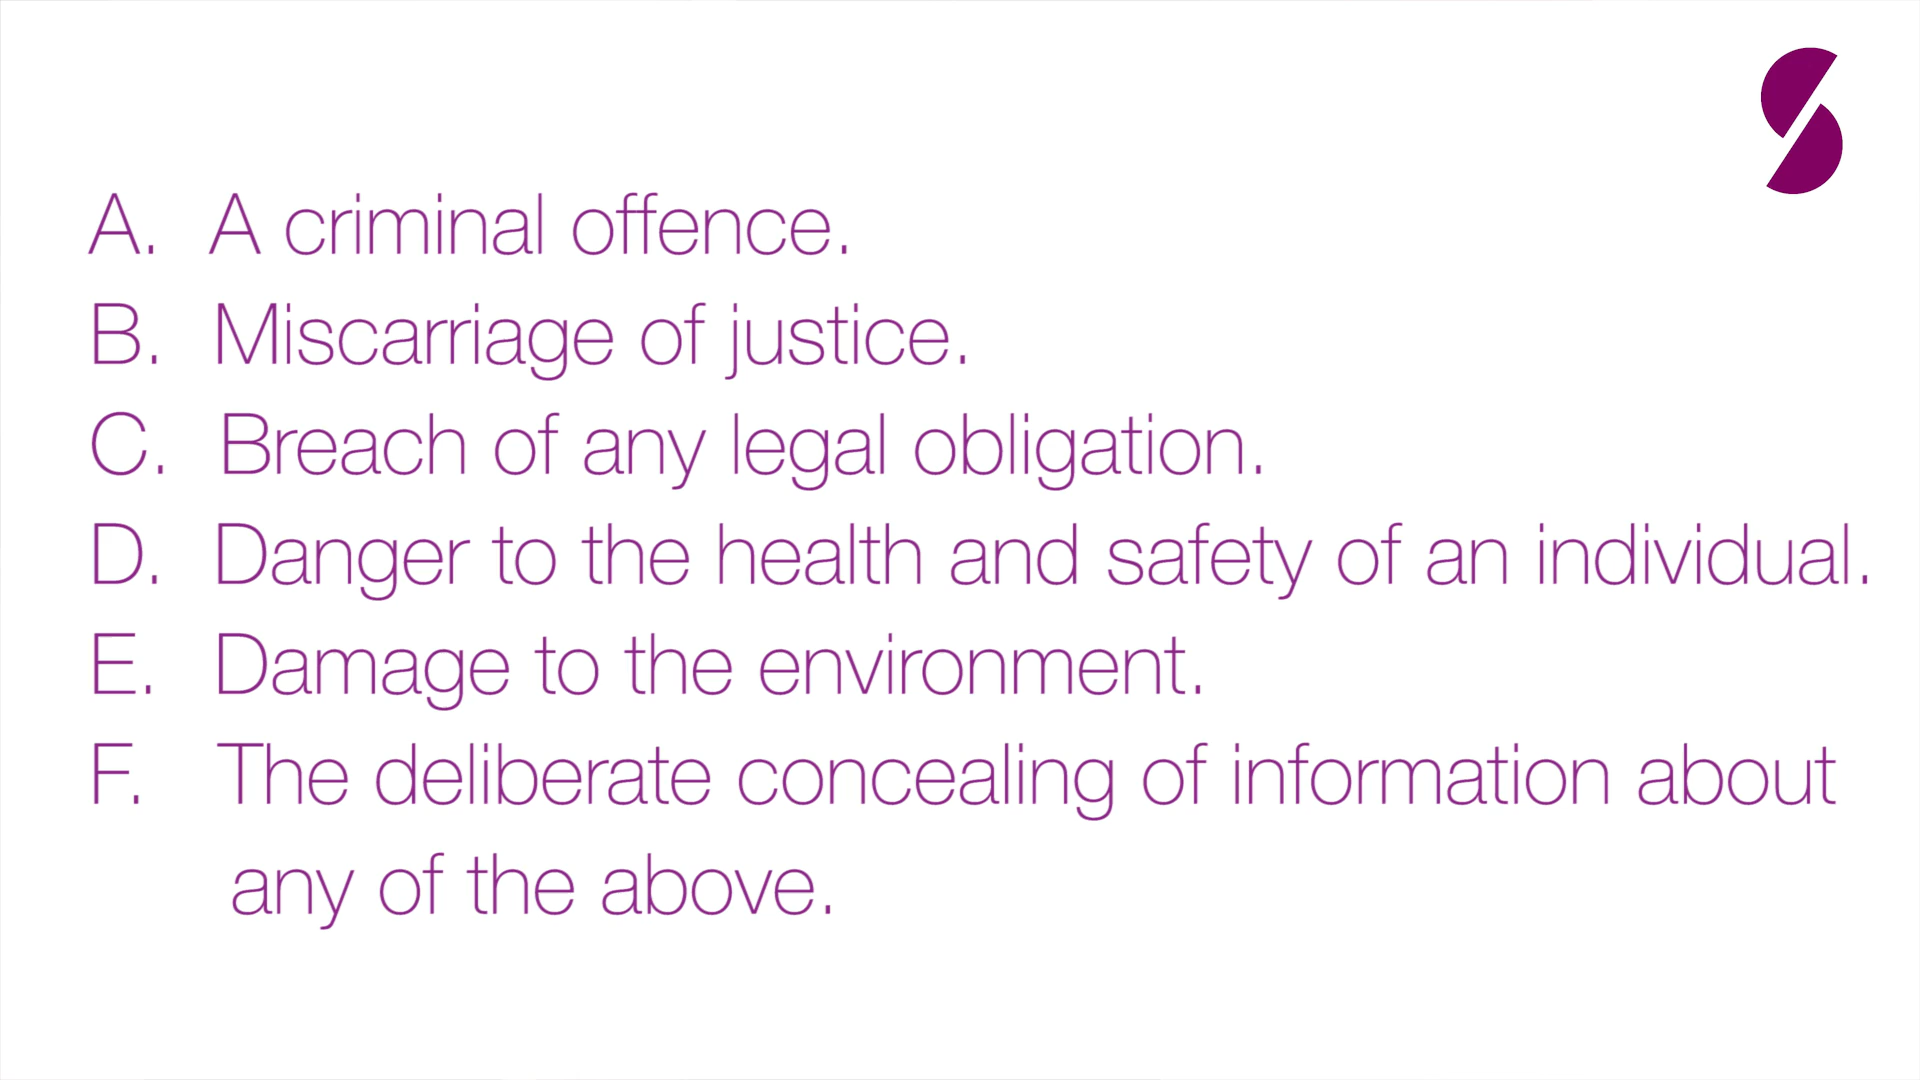 A. A criminal offence.
B. Miscarriage of justice.
C. Breach of any legal obligation.
D. Danger to the health and safety of an individual.
E. Damage to the environment.
F. The deliberate concealing of information about
any of the above.